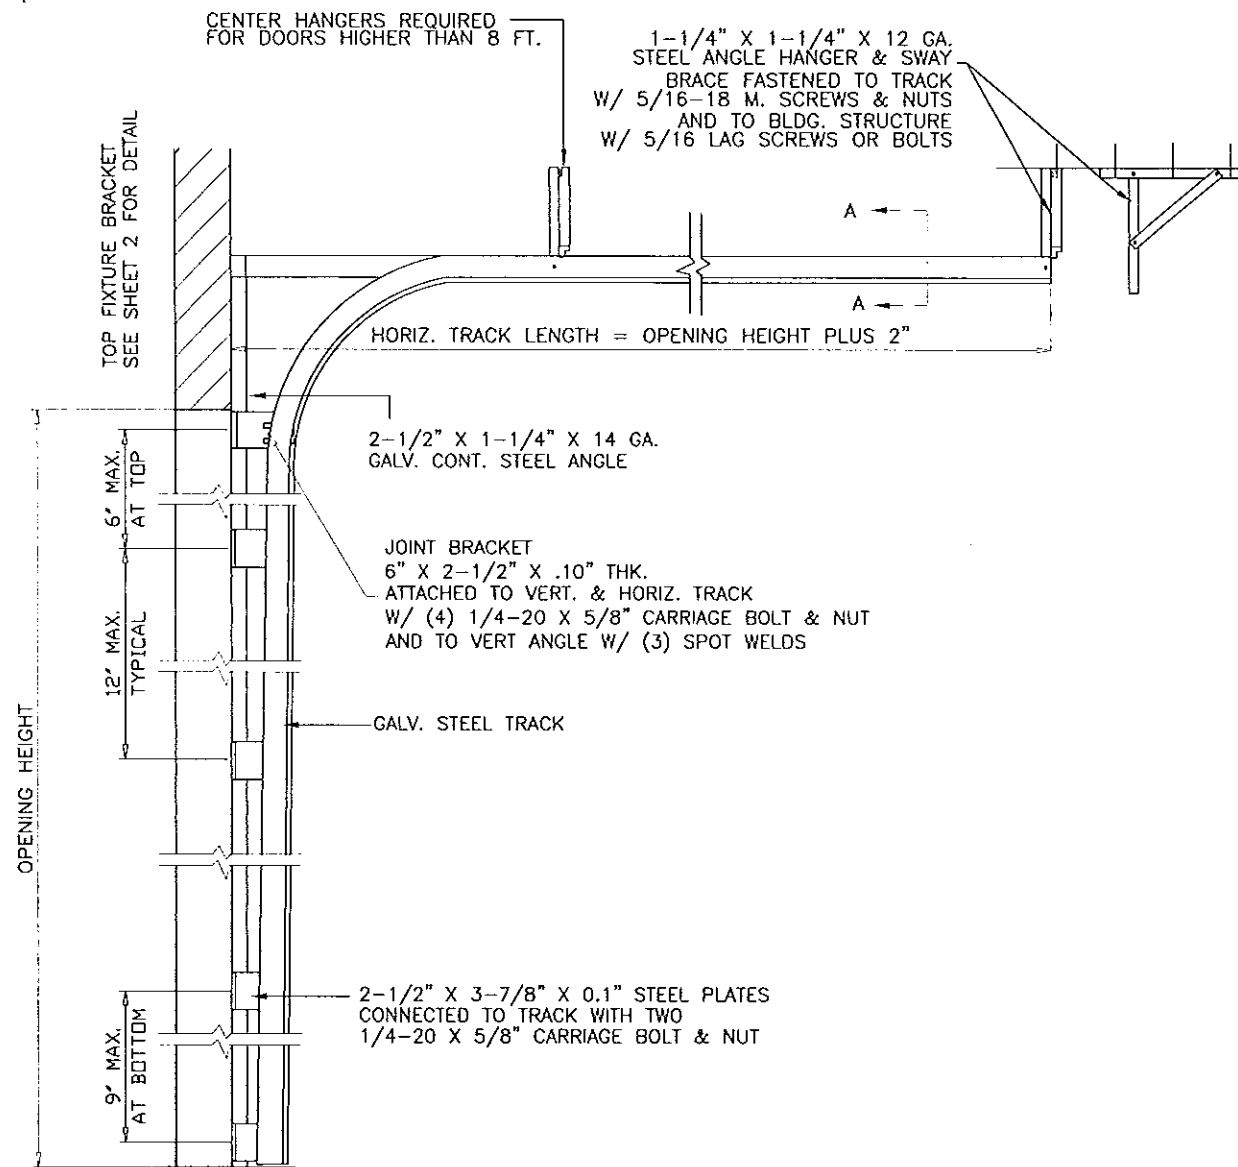 CENTER HANGERS REQUIRED
FOR DOORS HIGHER THAN 8 FT.
1-1/4" X 1-1/4" X 12 GA.
STEEL ANGLE HANGER & SWAY
BRACE FASTENED TO TRACK
W/ 5/16-18 M. SCREWS & NUTS
AND TO BLDG. STRUCTURE
W/ 5/16 LAG SCREWS OR BOLTS
TOP FIXTURE BRACKET
SEE SHEET 2 FOR DETAIL
A
A
HORIZ. TRACK LENGTH = OPENING HEIGHT PLUS 2"
2-1/2" X 1-1/4" X 14 GA.
GALV. CONT. STEEL ANGLE
6" MAX.
AT TOP
JOINT BRACKET
6" X 2-1/2" X .10" THK.
ATTACHED TO VERT. & HORIZ. TRACK
W/ (4) 1/4-20 X 5/8" CARRIAGE BOLT & NUT
AND TO VERT ANGLE W/ (3) SPOT WELDS
12" MAX.
TYPICAL
GALV. STEEL TRACK
OPENING HEIGHT
2-1/2" X 3-7/8" X 0.1" STEEL PLATES
CONNECTED TO TRACK WITH TWO
1/4-20 X 5/8" CARRIAGE BOLT & NUT
9" MAX.
AT BOTTOM